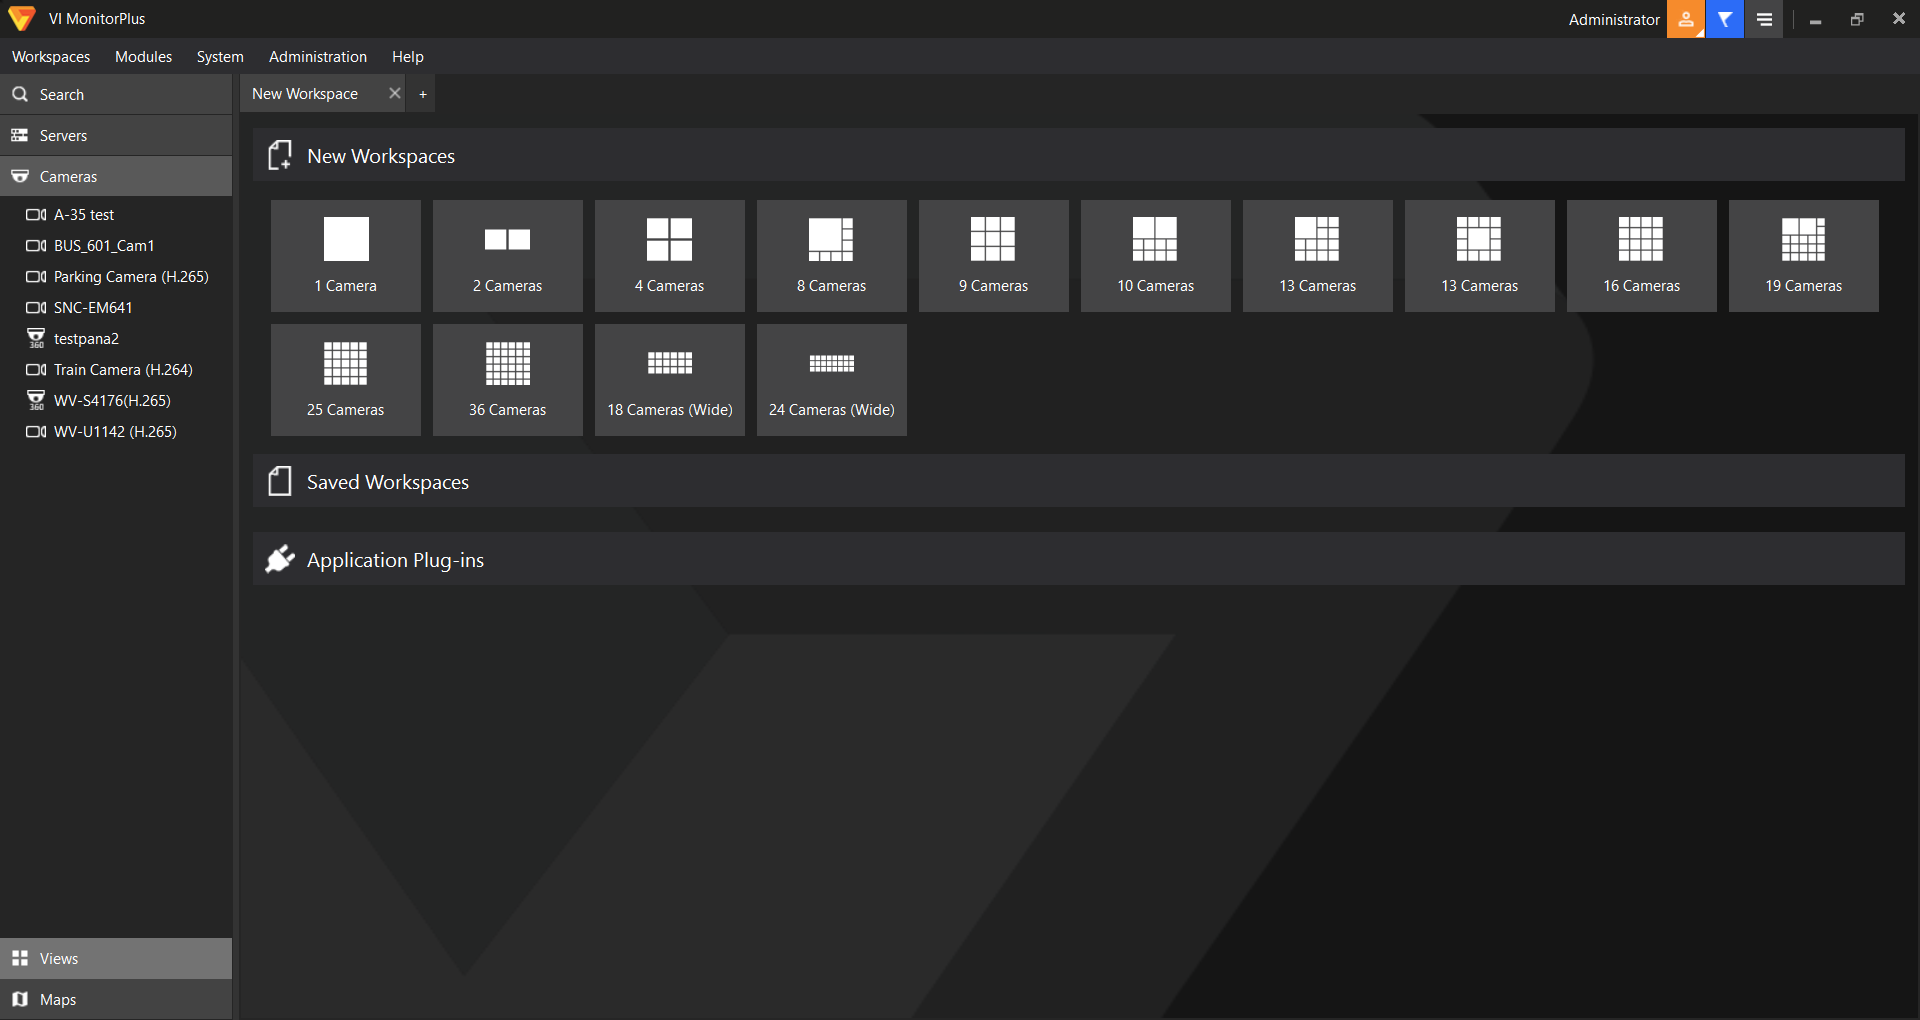 VI MonitorPlus
Administrator
Workspaces Modules System Administration Help
Search
New Workspace
+
Servers
Cameras
A-35 test
BUS_601_Cam1
Parking Camera (H.265)
SNC-EM641
360 testpana2
Train Camera (H.264)
360 WV-S4176(H.265)
WV-U1142 (H.265)
New Workspaces
1 Camera
2 Cameras
4 Cameras
8 Cameras
9 Cameras
10 Cameras
13 Cameras
13 Cameras
16 Cameras
19 Cameras
25 Cameras
36 Cameras
18 Cameras (Wide)
24 Cameras (Wide)
Saved Workspaces
Application Plug-ins
Views
Maps